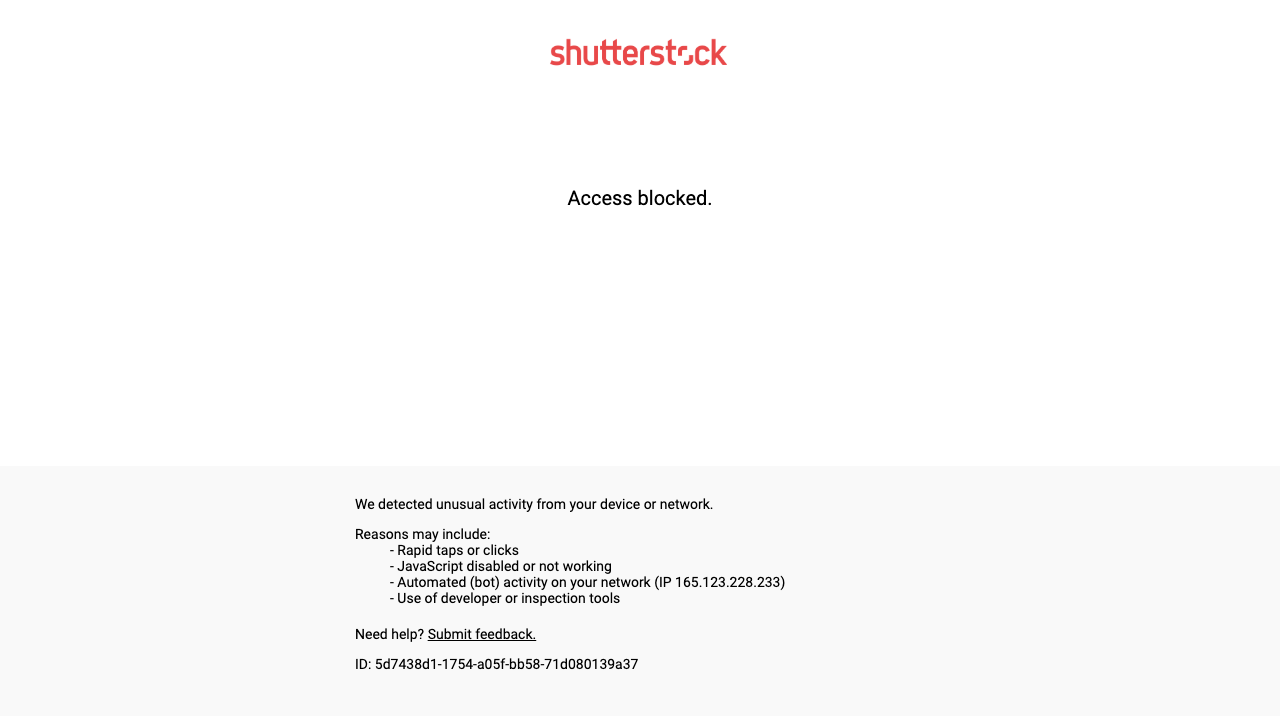 shutterstock
Access blocked.
We detected unusual activity from your device or network.
Reasons may include:
- Rapid taps or clicks
- JavaScript disabled or not working
- Automated (bot) activity on your network (IP 165.123.228.233)
- Use of developer or inspection tools
Need help? Submit feedback.
ID: 5d7438d1-1754-a05f-bb58-71d080139a37